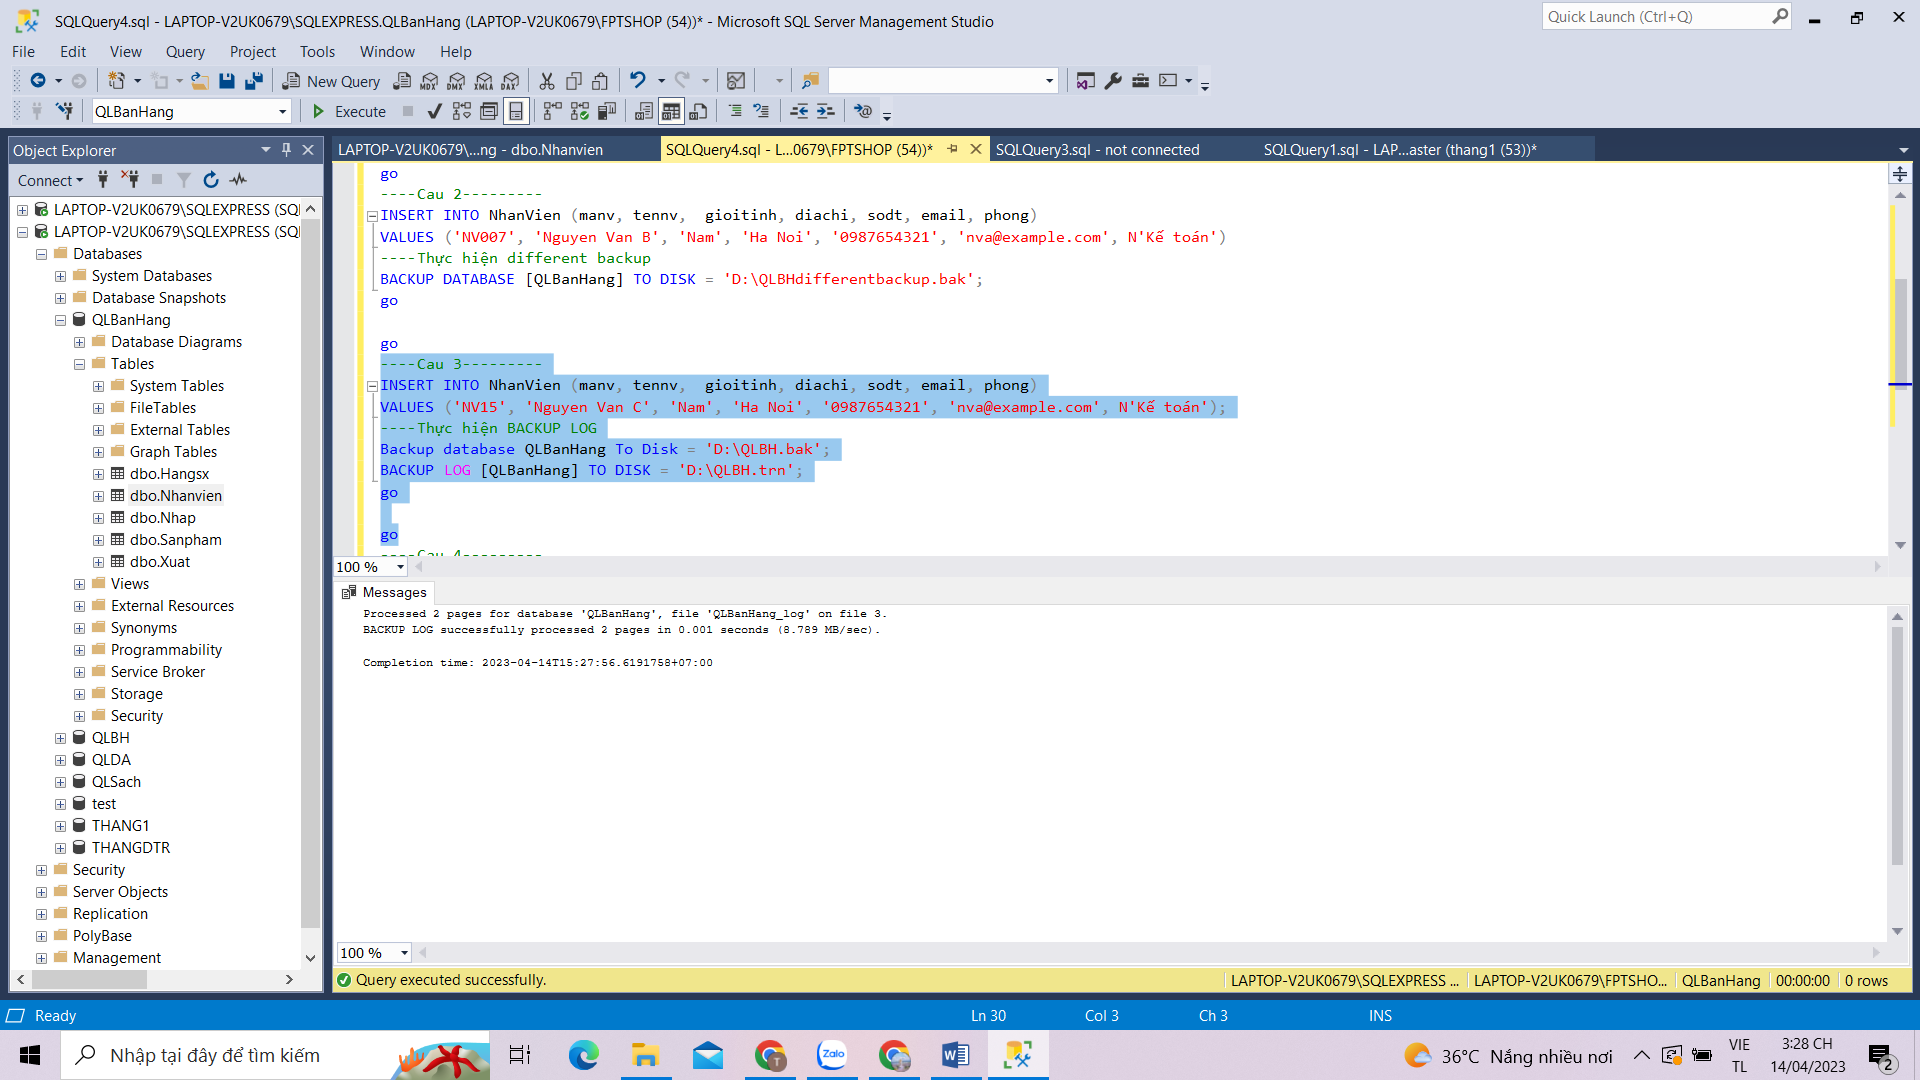 SQLQuery4.sql - LAPTOP-V2UK0679\SQLEXPRESS.QLBanHang (LAPTOP-V2UK0679\FPTSHOP (54))* - Microsoft SQL Server Management Studio
Quick Launch (Ctrl+Q)
File Edit View Query Project Tools Window Help
New Query MDX DMX XMLA DAX
QLBanHang Execute
Object Explorer
Connect
LAPTOP-V2UK0679\SQLEXPRESS (SQ
LAPTOP-V2UK0679\SQLEXPRESS (SQ
Databases
System Databases
Database Snapshots
QLBanHang
Database Diagrams
Tables
System Tables
FileTables
External Tables
Graph Tables
dbo.Hangsx
dbo.Nhanvien
dbo.Nhap
dbo.Sanpham
dbo.Xuat
Views
External Resources
Synonyms
Programmability
Service Broker
Storage
Security
QLBH
QLDA
QLSach
test
THANG1
THANGDTR
Security
Server Objects
Replication
PolyBase
Management
LAPTOP-V2UK0679\...ng - dbo.Nhanvien
SQLQuery4.sql - L...0679\FPTSHOP (54))*
SQLQuery3.sql - not connected
SQLQuery1.sql - LAP...aster (thang1 (53))*
go
----Cau 2---------
INSERT INTO NhanVien (manv, tennv,  gioitinh, diachi, sodt, email, phong)
VALUES ('NV007', 'Nguyen Van B', 'Nam', 'Ha Noi', '0987654321', 'nva@example.com', N'Kế toán')
----Thực hiện different backup
BACKUP DATABASE [QLBanHang] TO DISK = 'D:\QLBHdifferentbackup.bak';
go
go
----Cau 3---------
INSERT INTO NhanVien (manv, tennv,  gioitinh, diachi, sodt, email, phong)
VALUES ('NV15', 'Nguyen Van C', 'Nam', 'Ha Noi', '0987654321', 'nva@example.com', N'Kế toán');
----Thực hiện BACKUP LOG
Backup database QLBanHang To Disk = 'D:\QLBH.bak';
BACKUP LOG [QLBanHang] TO DISK = 'D:\QLBH.trn';
go
go
----Cau 4---------
100 %
Messages
Processed 2 pages for database 'QLBanHang', file 'QLBanHang_log' on file 3.
BACKUP LOG successfully processed 2 pages in 0.001 seconds (8.789 MB/sec).
Completion time: 2023-04-14T15:27:56.6191758+07:00
100 %
Query executed successfully.
LAPTOP-V2UK0679\SQLEXPRESS ... LAPTOP-V2UK0679\FPTSHO... QLBanHang 00:00:00 0 rows
Ready Ln 30 Col 3 Ch 3 INS
Nhập tại đây để tìm kiếm
T
Zalo
36°C Nắng nhiều nơi
VIE
TL
3:28 CH
14/04/2023
2